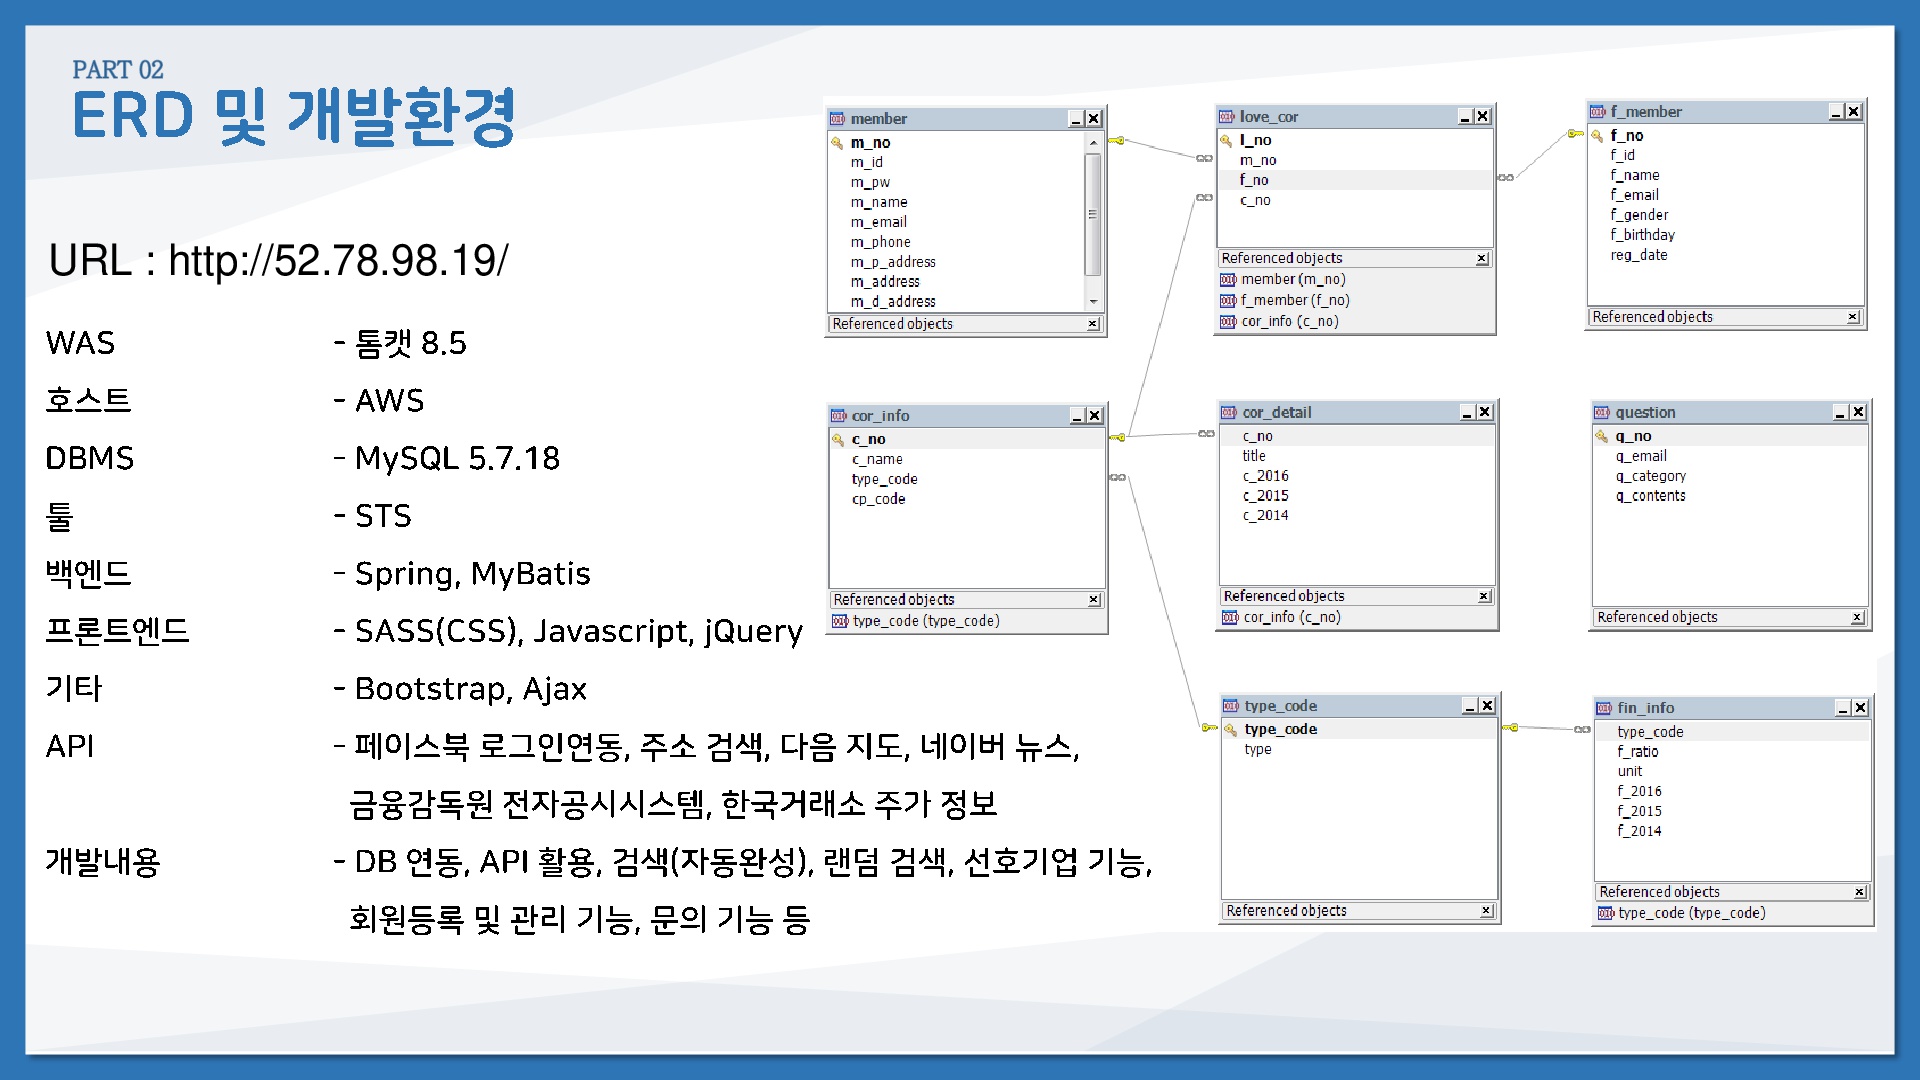 PART 02
ERD 및 개발환경
URL : http://52.78.98.19/
WAS - 톰캣 8.5
호스트 - AWS
DBMS - MySQL 5.7.18
툴 - STS
백엔드 - Spring, MyBatis
프론트엔드 - SASS(CSS), Javascript, jQuery
기타 - Bootstrap, Ajax
API - 페이스북 로그인연동, 주소 검색, 다음 지도, 네이버 뉴스,
금융감독원 전자공시시스템, 한국거래소 주가 정보
개발내용 - DB 연동, API 활용, 검색(자동완성), 랜덤 검색, 선호기업 기능,
회원등록 및 관리 기능, 문의 기능 등
member
m_no
m_id
m_pw
m_name
m_email
m_phone
m_p_address
m_address
m_d_address
Referenced objects
love_cor
l_no
m_no
f_no
c_no
Referenced objects
member (m_no)
f_member (f_no)
cor_info (c_no)
f_member
f_no
f_id
f_name
f_email
f_gender
f_birthday
reg_date
Referenced objects
cor_info
c_no
c_name
type_code
cp_code
Referenced objects
type_code (type_code)
cor_detail
c_no
title
c_2016
c_2015
c_2014
Referenced objects
cor_info (c_no)
question
q_no
q_email
q_category
q_contents
Referenced objects
type_code
type_code
type
Referenced objects
fin_info
type_code
f_ratio
unit
f_2016
f_2015
f_2014
Referenced objects
type_code (type_code)